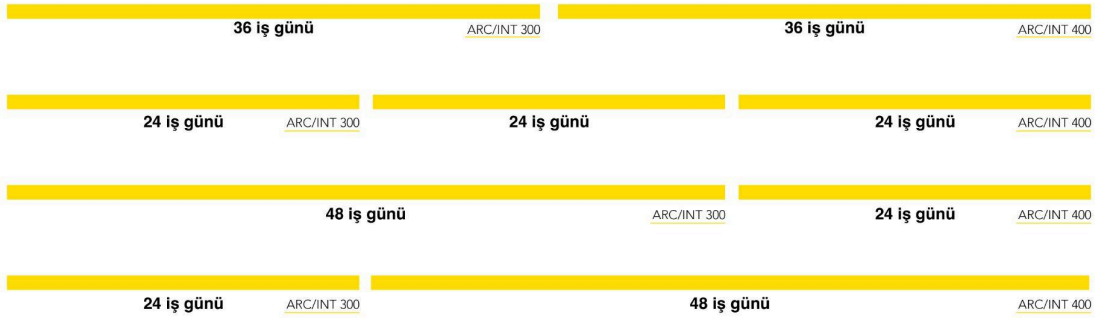 36 iş günü ARC/INT 300 36 iş günü ARC/INT 400
24 iş günü ARC/INT 300 24 iş günü 24 iş günü ARC/INT 400
48 iş günü ARC/INT 300 24 iş günü ARC/INT 400
24 iş günü ARC/INT 300 48 iş günü ARC/INT 400